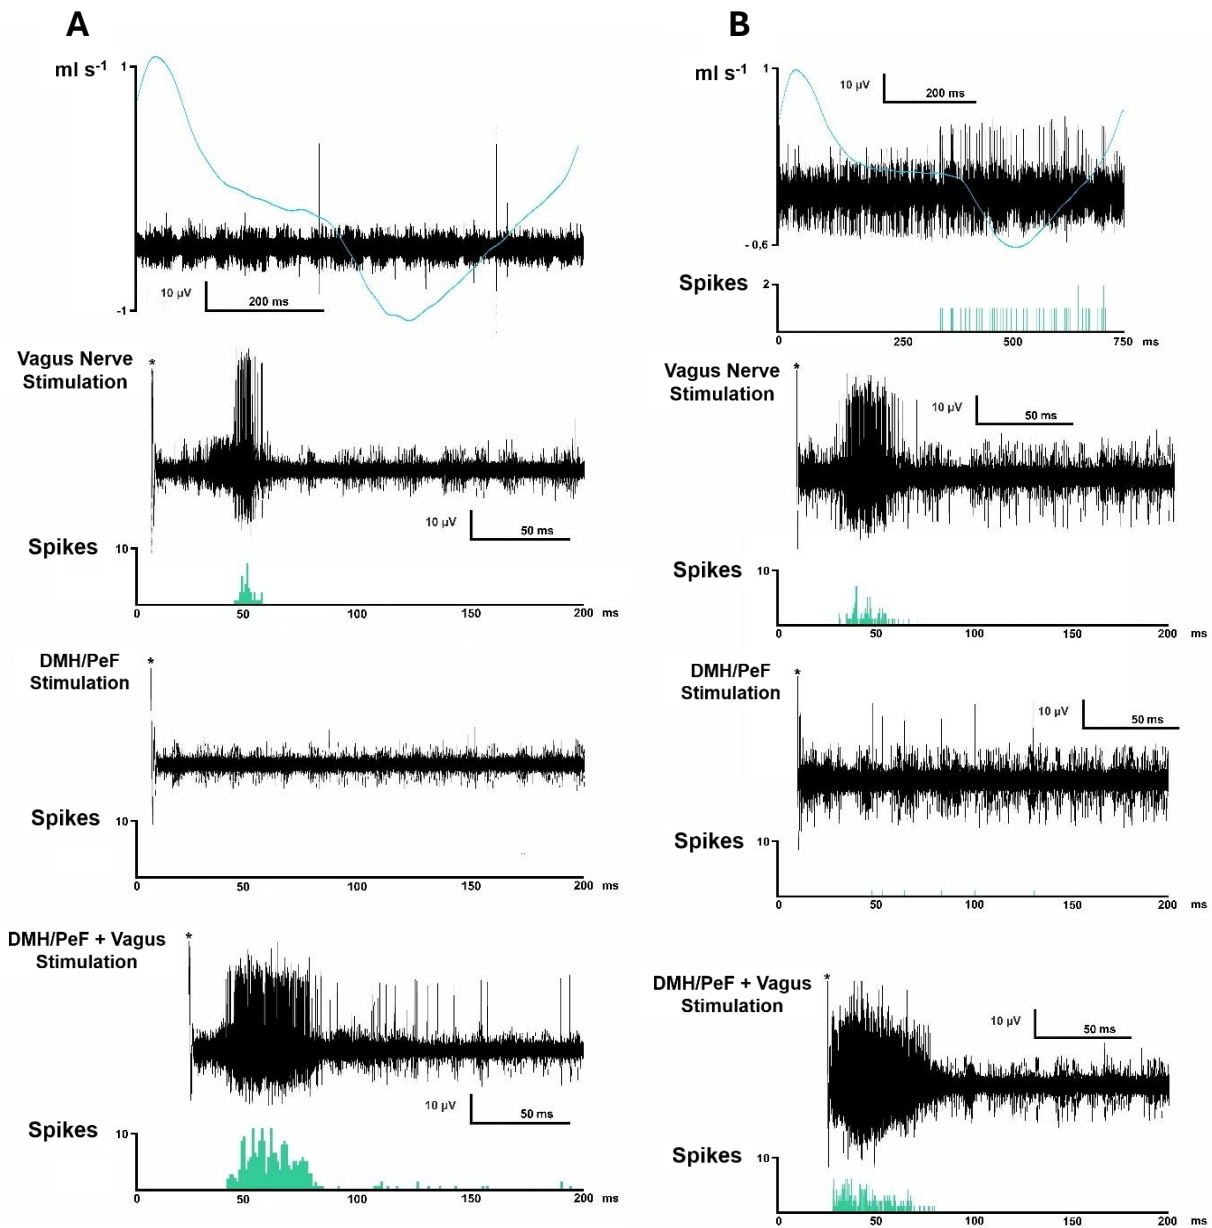 A
ml s-1
1
-1
10 µV
200 ms
Vagus Nerve
Stimulation
*
10 µV
50 ms
Spikes
10
0 50 100 150 200 ms
DMH/PeF
Stimulation
*
Spikes
10
0 50 100 150 200 ms
DMH/PeF + Vagus
Stimulation
*
10 µV
50 ms
Spikes
10
0 50 100 150 200 ms
B
ml s-1
1
- 0,6
10 µV
200 ms
Spikes
2
0 250 500 750 ms
Vagus Nerve
Stimulation
*
10 µV
50 ms
Spikes
10
0 50 100 150 200 ms
DMH/PeF
Stimulation
*
10 µV
50 ms
Spikes
10
0 50 100 150 200 ms
DMH/PeF + Vagus
Stimulation
*
10 µV
50 ms
Spikes
10
0 50 100 150 200 ms